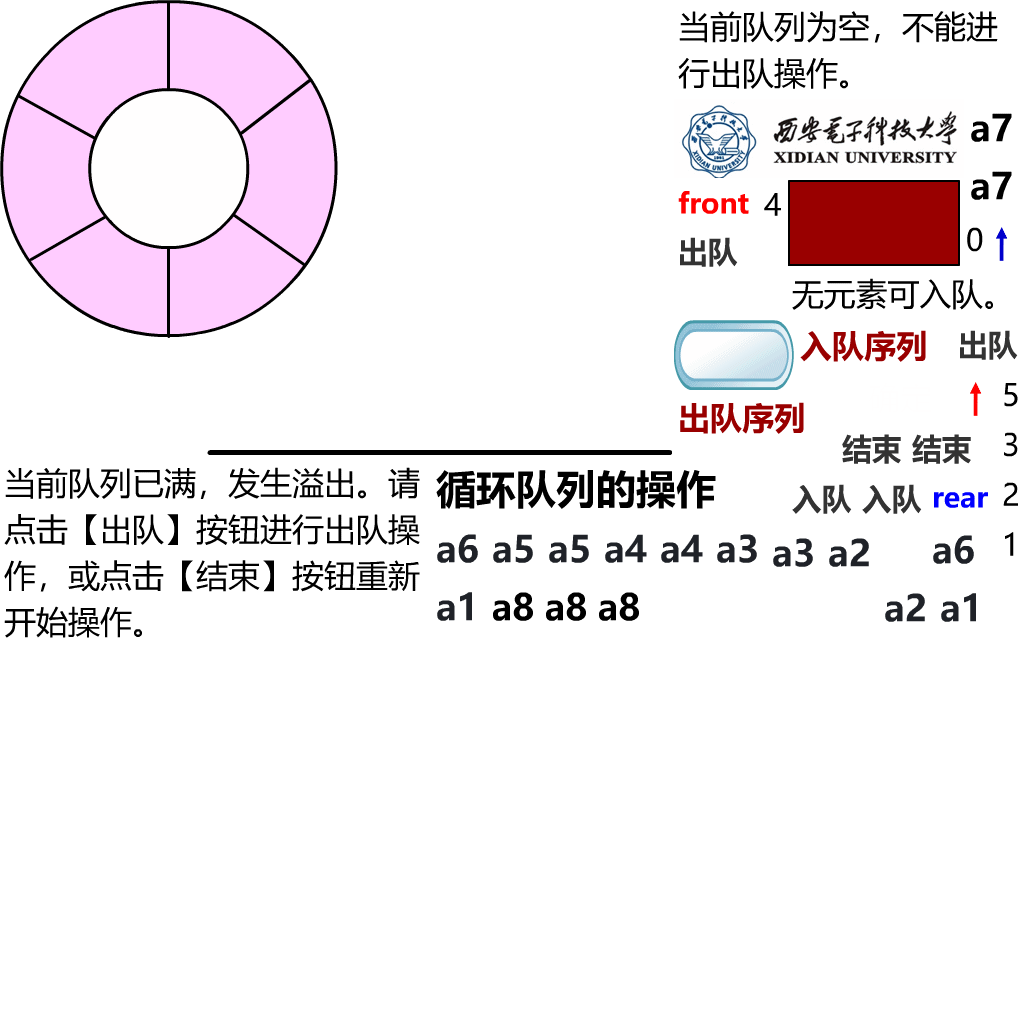 当前队列为空，不能进
行出队操作。
西安电子科技大学
XIDIAN UNIVERSITY
a7
a7
front 4
0
出队
无元素可入队。
入队序列 出队
5
出队序列
结束 结束 3
当前队列已满，发生溢出。请
点击【出队】按钮进行出队操
作，或点击【结束】按钮重新
开始操作。
循环队列的操作
入队 入队 rear 2
a6 a5 a5 a4 a4 a3 a3 a2 a6 1
a1 a8 a8 a8 a2 a1